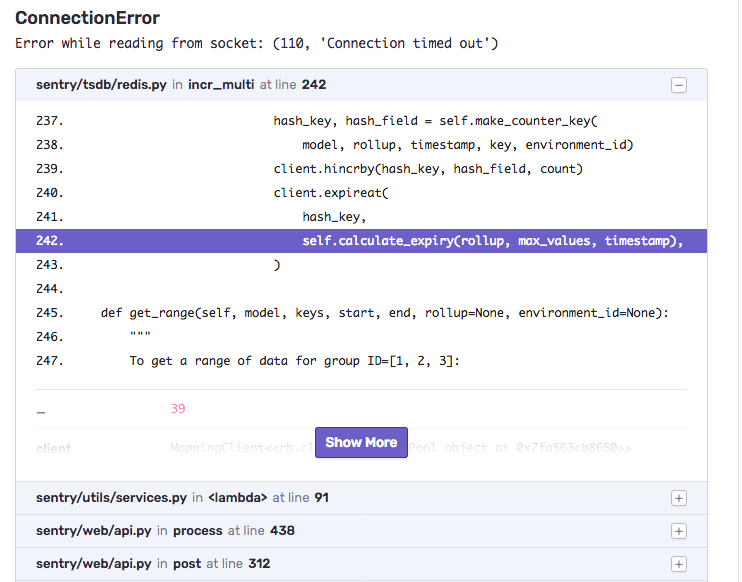 ConnectionError
Error while reading from socket: (110, 'Connection timed out')
sentry/tsdb/redis.py in incr_multi at line 242
237. hash_key, hash_field = self.make_counter_key(
238. model, rollup, timestamp, key, environment_id)
239. client.hincrby(hash_key, hash_field, count)
240. client.expireat(
241. hash_key,
242. self.calculate_expiry(rollup, max_values, timestamp),
243. )
244.
245. def get_range(self, model, keys, start, end, rollup=None, environment_id=None):
246. """
247. To get a range of data for group ID=[1, 2, 3]:
_ 39
client MappingClient<<rb.cl Pool object at 0x7fa563cb8650>>
Show More
sentry/utils/services.py in <lambda> at line 91
sentry/web/api.py in process at line 438
sentry/web/api.py in post at line 312